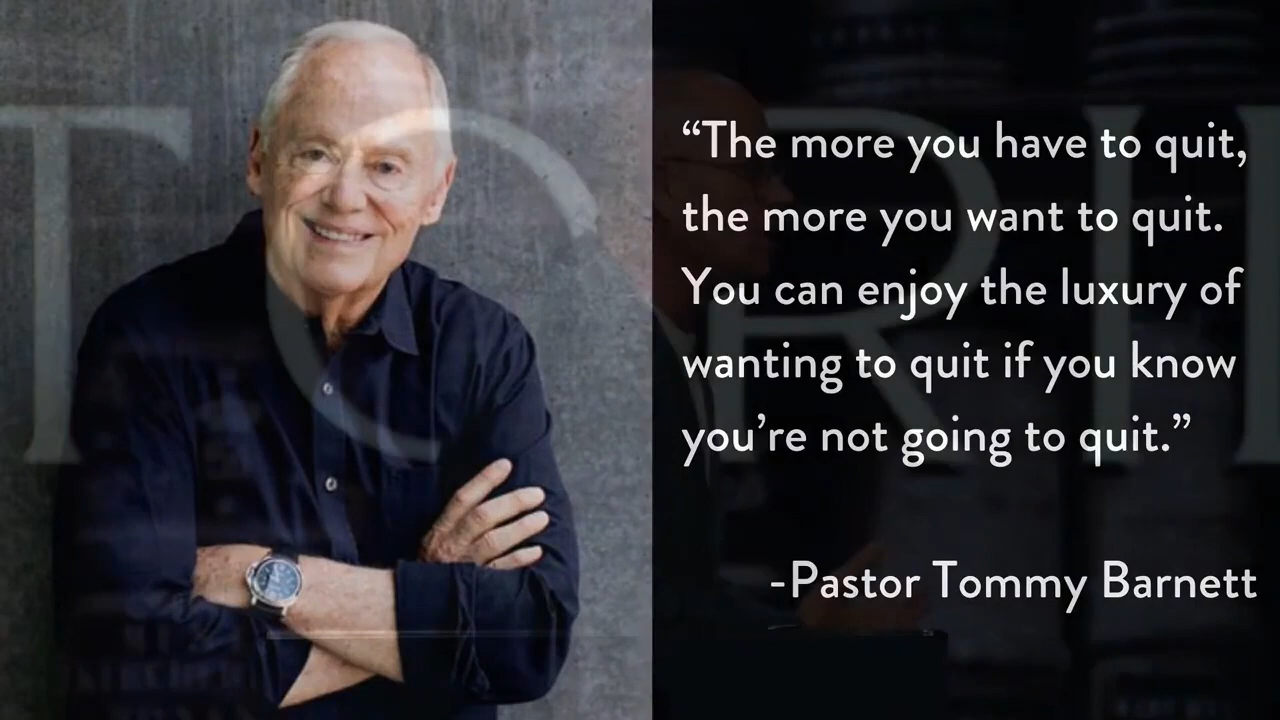 “The more you have to quit,
the more you want to quit.
You can enjoy the luxury of
wanting to quit if you know
you’re not going to quit.”
-Pastor Tommy Barnett